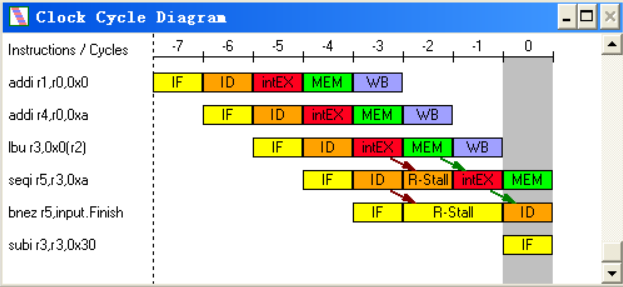 Clock Cycle Diagram
Instructions / Cycles -7 -6 -5 -4 -3 -2 -1 0
addi r1,r0,0x0 IF ID intEX MEM WB
addi r4,r0,0xa IF ID intEX MEM WB
lbu r3,0x0(r2) IF ID intEX MEM WB
seqi r5,r3,0xa IF ID R-Stall intEX MEM
bnez r5,input.Finish IF R-Stall ID
subi r3,r3,0x30 IF